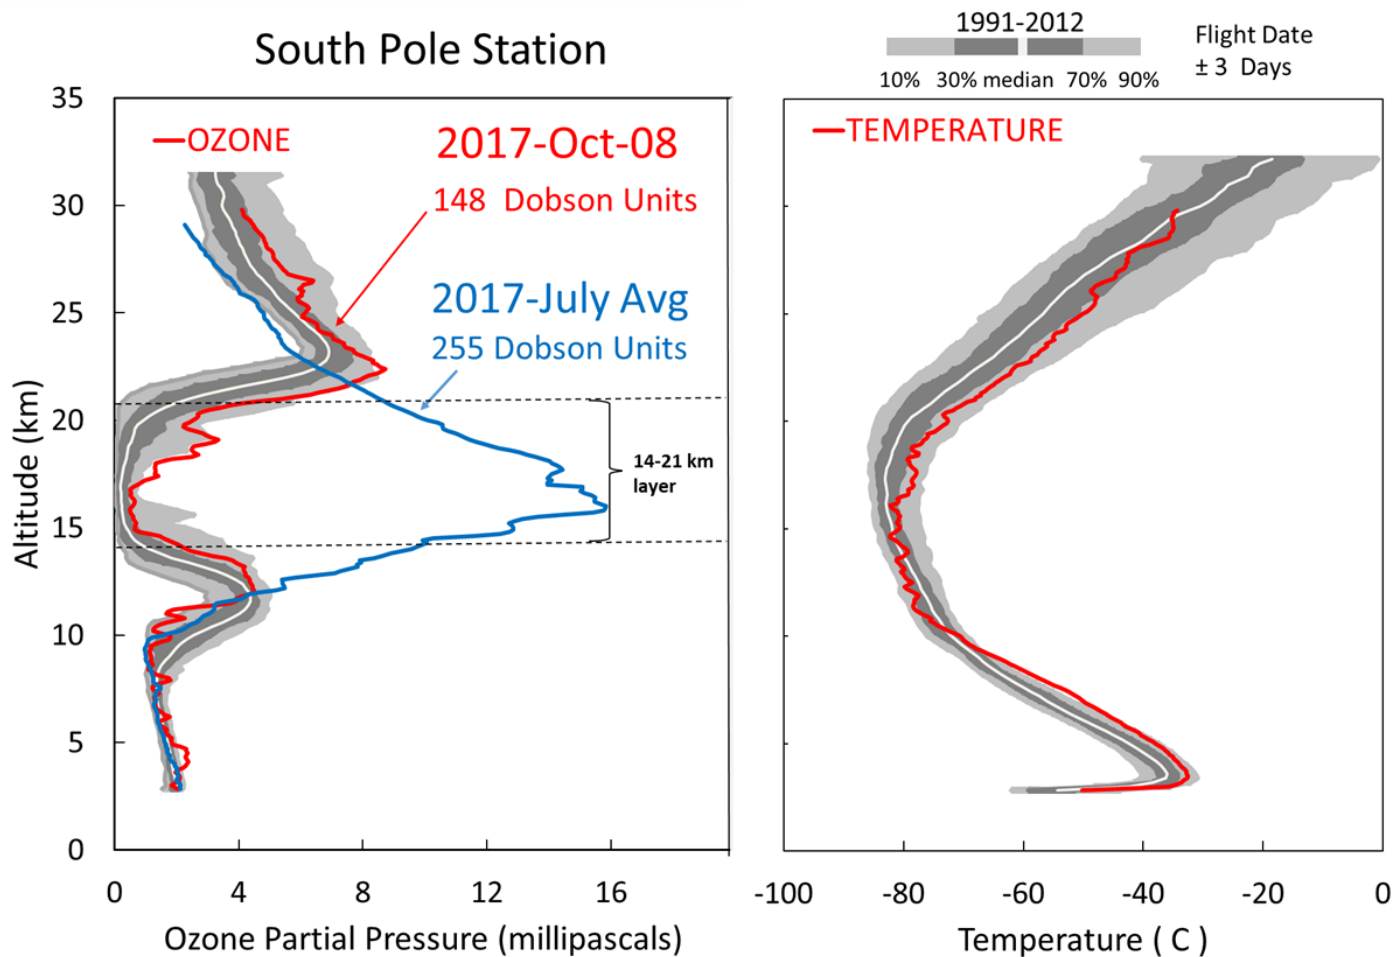 South Pole Station
1991-2012
10% 30% median 70% 90%
Flight Date
± 3 Days
OZONE
2017-Oct-08
148 Dobson Units
2017-July Avg
255 Dobson Units
14-21 km
layer
35
30
25
20
15
10
5
0
Altitude (km)
0 4 8 12 16
Ozone Partial Pressure (millipascals)
TEMPERATURE
-100 -80 -60 -40 -20 0
Temperature ( C )